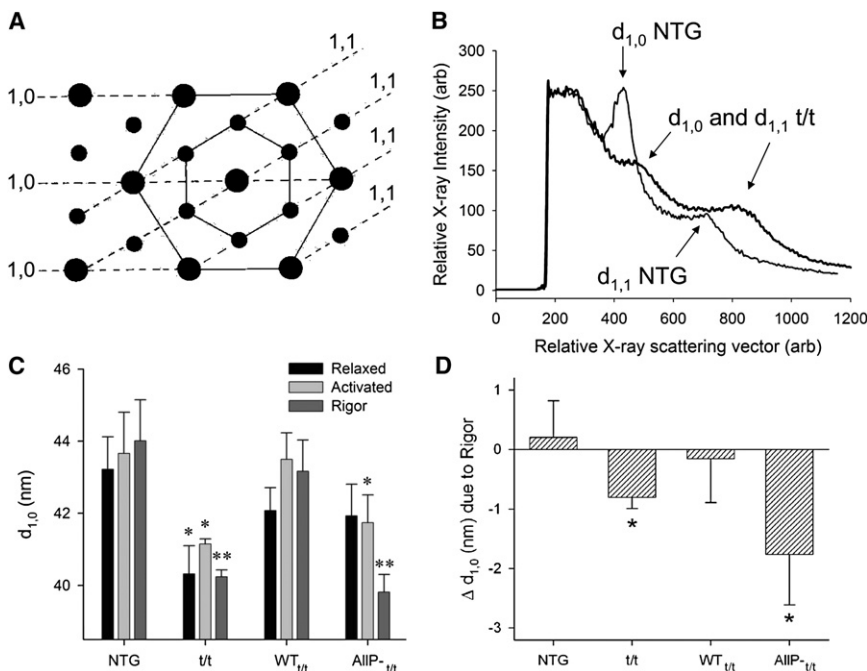 A
1,1
1,1
1,1
1,1
1,0
1,0
1,0
B
d1,0 NTG
d1,0 and d1,1 t/t
d1,1 NTG
Relative X-ray Intensity (arb)
300
250
200
150
100
50
0
0 200 400 600 800 1000 1200
Relative X-ray scattering vector (arb)
C
Relaxed
Activated
Rigor
d1,0 (nm)
46
44
42
40
* * **
* **
NTG t/t WTt/t AllP-t/t
D
Δ d1,0 (nm) due to Rigor
1
0
-1
-2
-3
*
*
NTG t/t WTt/t AllP-t/t